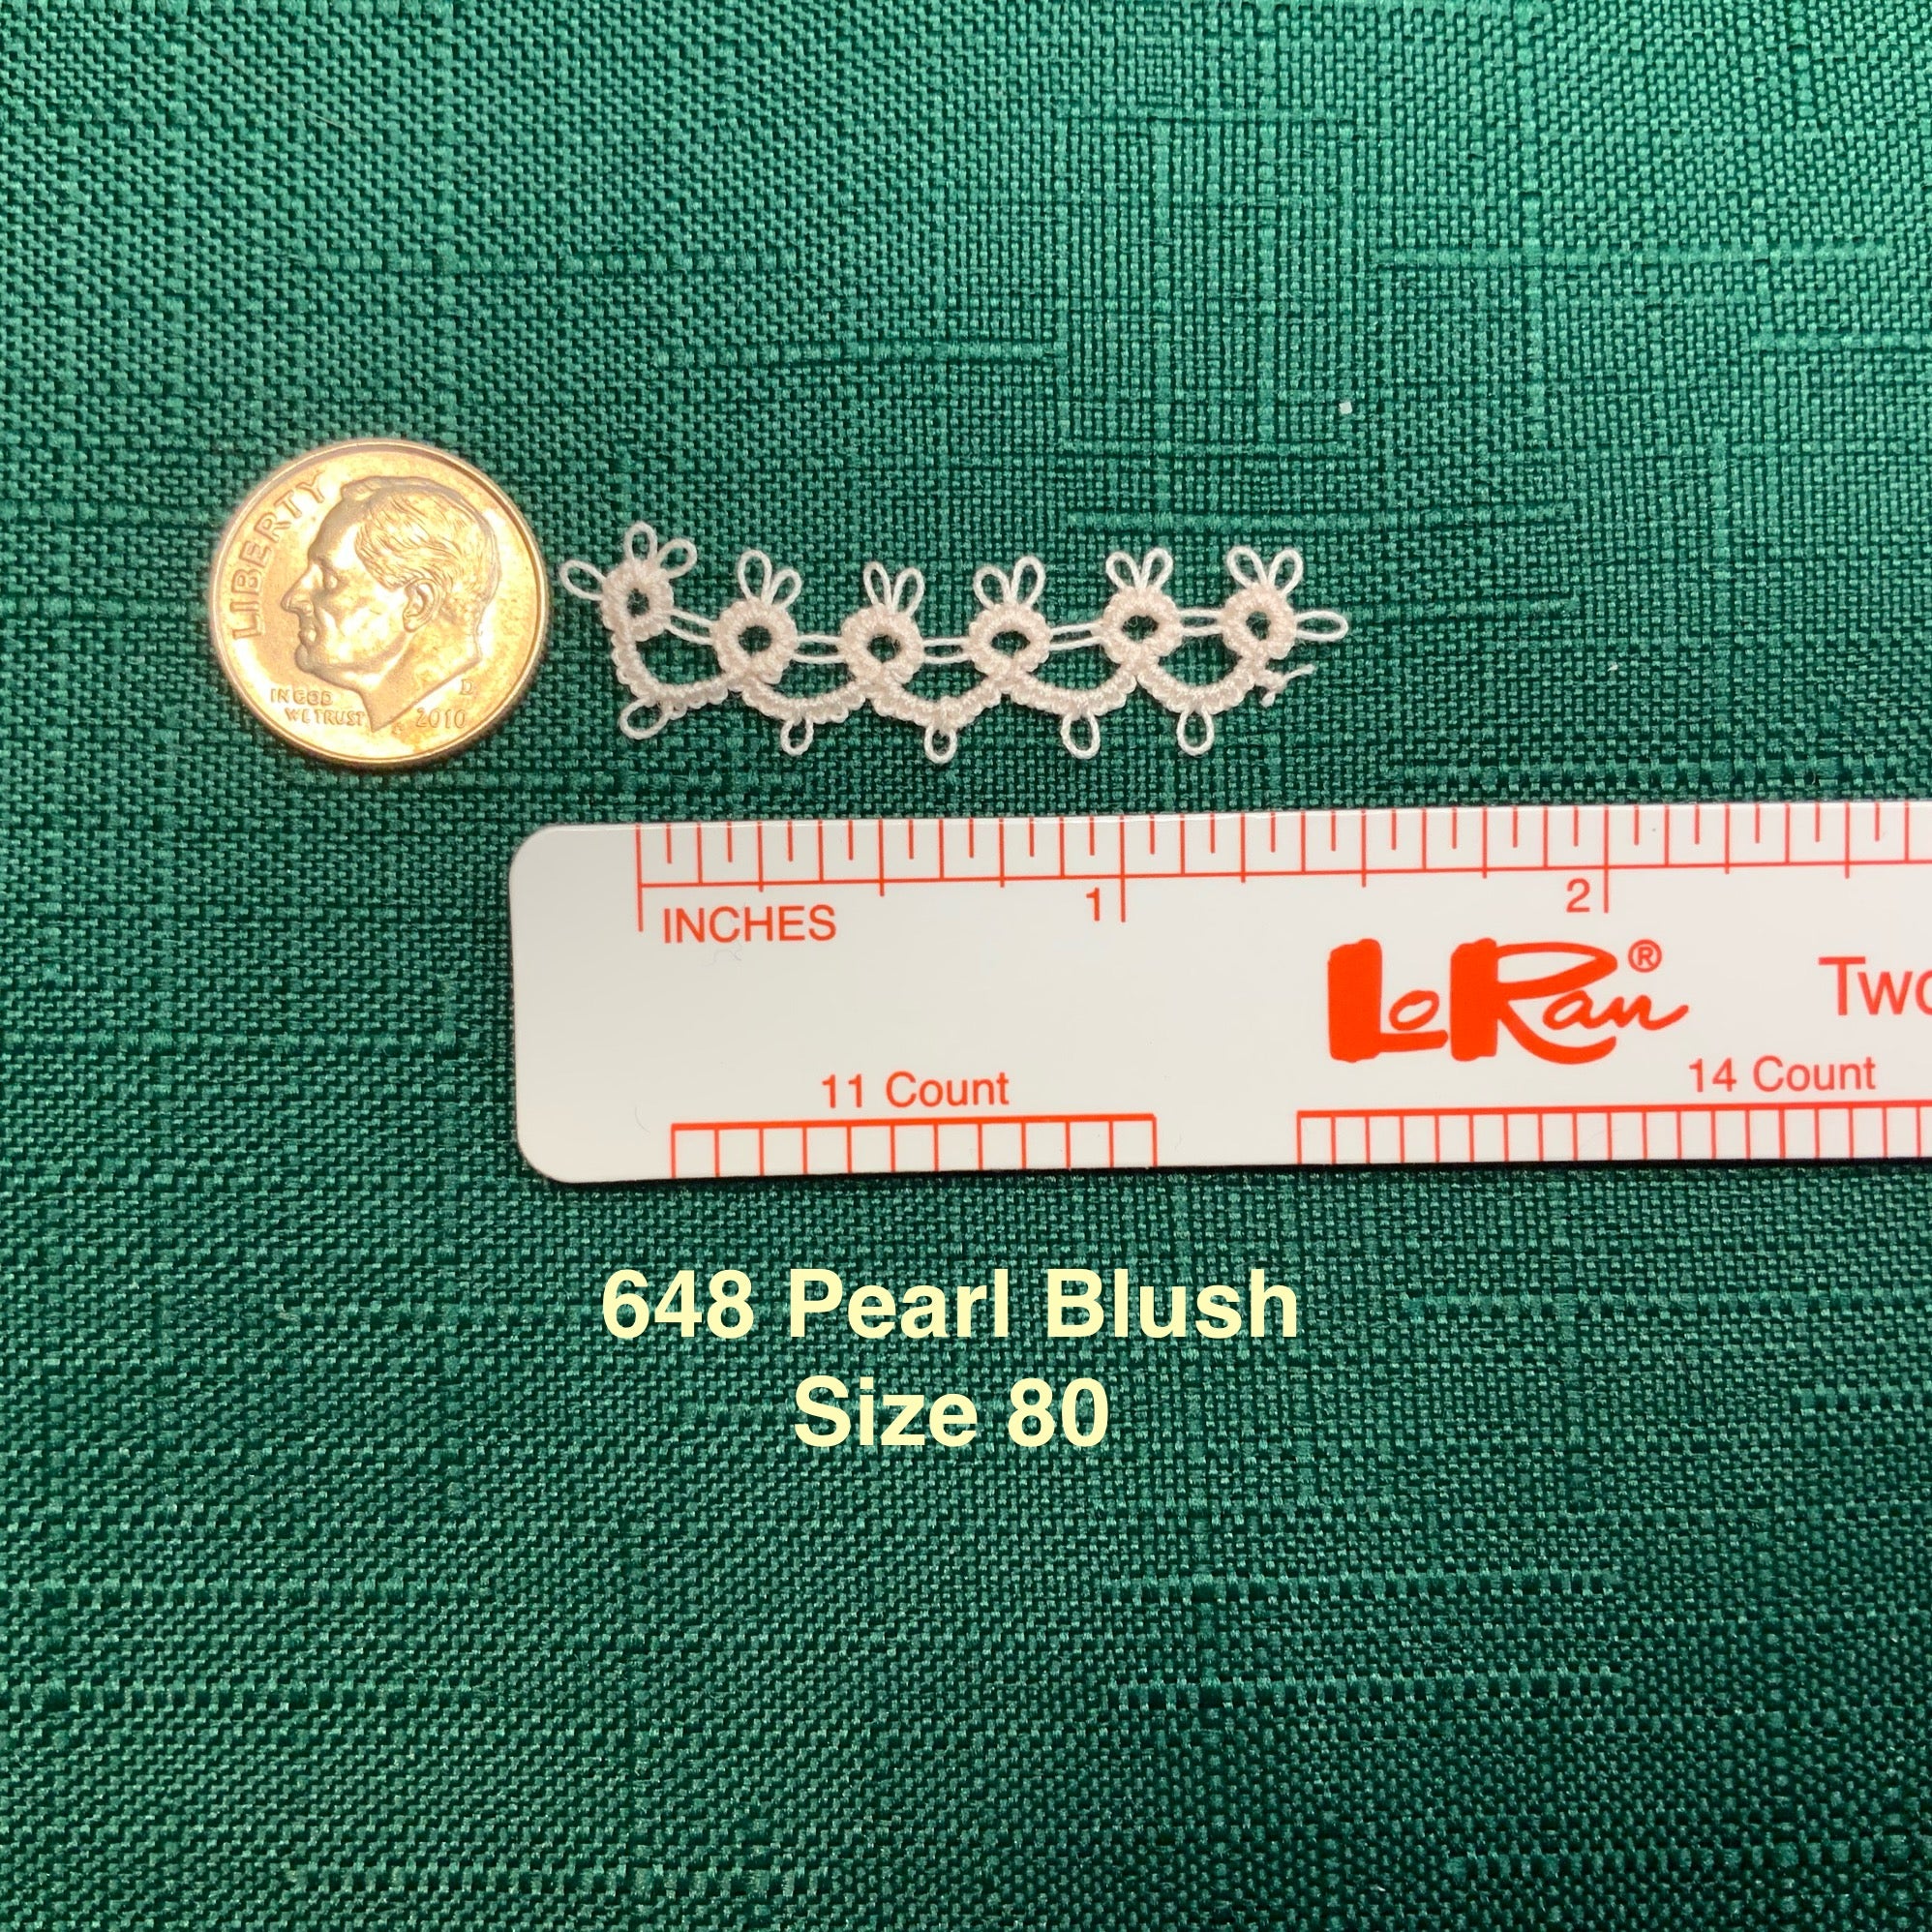 LIBERTY
IN GOD
WE TRUST
D
2010
1
2
INCHES
LoRan®
Two
11 Count
14 Count
648 Pearl Blush
Size 80